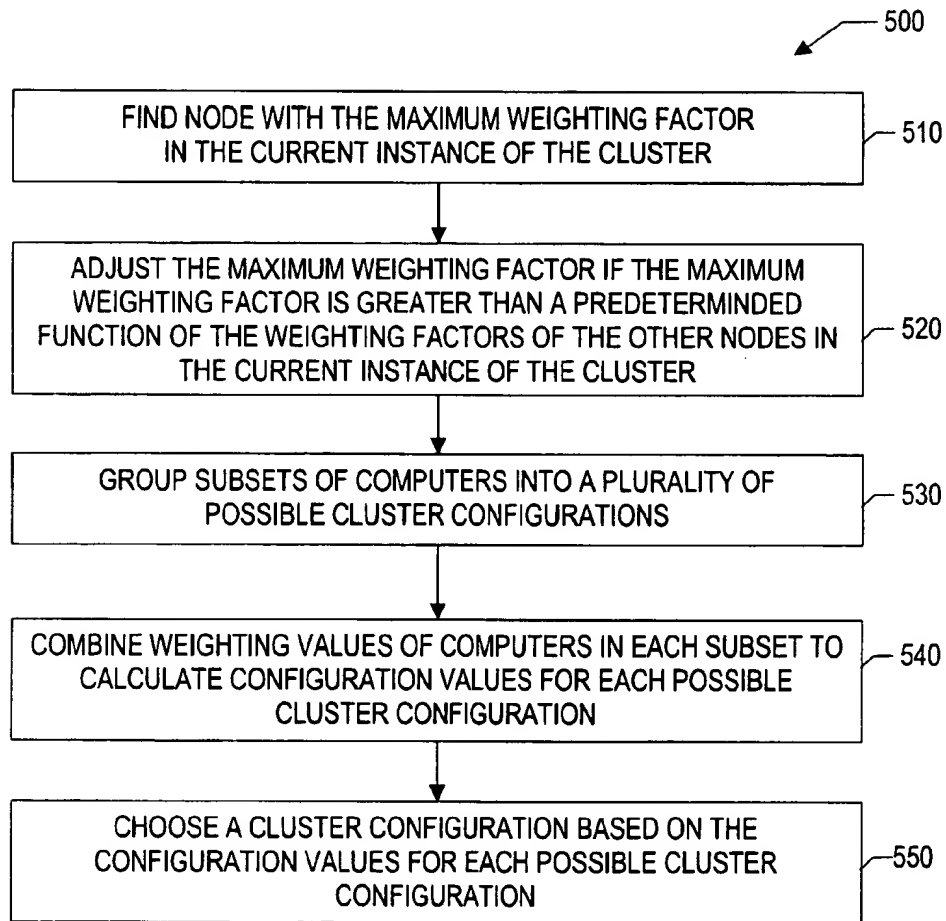 500
FIND NODE WITH THE MAXIMUM WEIGHTING FACTOR
IN THE CURRENT INSTANCE OF THE CLUSTER
510
ADJUST THE MAXIMUM WEIGHTING FACTOR IF THE MAXIMUM
WEIGHTING FACTOR IS GREATER THAN A PREDETERMINDED
FUNCTION OF THE WEIGHTING FACTORS OF THE OTHER NODES IN
THE CURRENT INSTANCE OF THE CLUSTER
520
GROUP SUBSETS OF COMPUTERS INTO A PLURALITY OF
POSSIBLE CLUSTER CONFIGURATIONS
530
COMBINE WEIGHTING VALUES OF COMPUTERS IN EACH SUBSET TO
CALCULATE CONFIGURATION VALUES FOR EACH POSSIBLE
CLUSTER CONFIGURATION
540
CHOOSE A CLUSTER CONFIGURATION BASED ON THE
CONFIGURATION VALUES FOR EACH POSSIBLE CLUSTER
CONFIGURATION
550